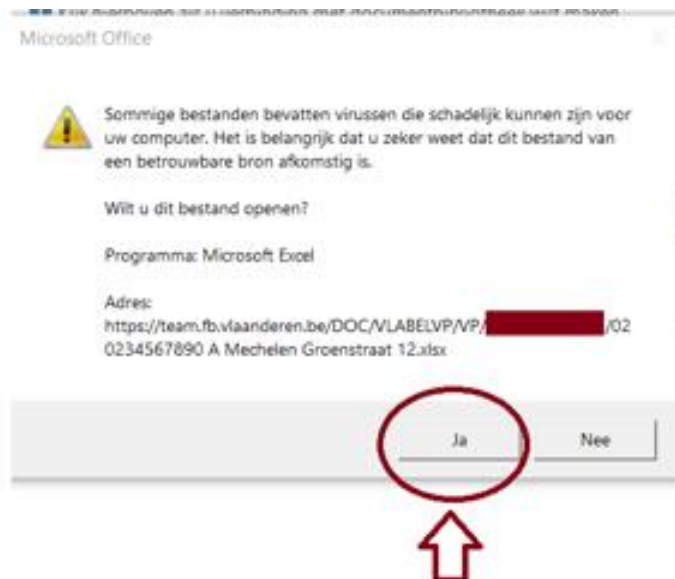 Microsoft Office
Sommige bestanden bevatten virussen die schadelijk kunnen zijn voor
uw computer. Het is belangrijk dat u zeker weet dat dit bestand van
een betrouwbare bron afkomstig is.
Wilt u dit bestand openen?
Programma: Microsoft Excel
Adres:
https://team.fb.vlaanderen.be/DOC/VLABELVP/VP/ /02
0234567890 A Mechelen Groenstraat 12.xlsx
Ja
Nee